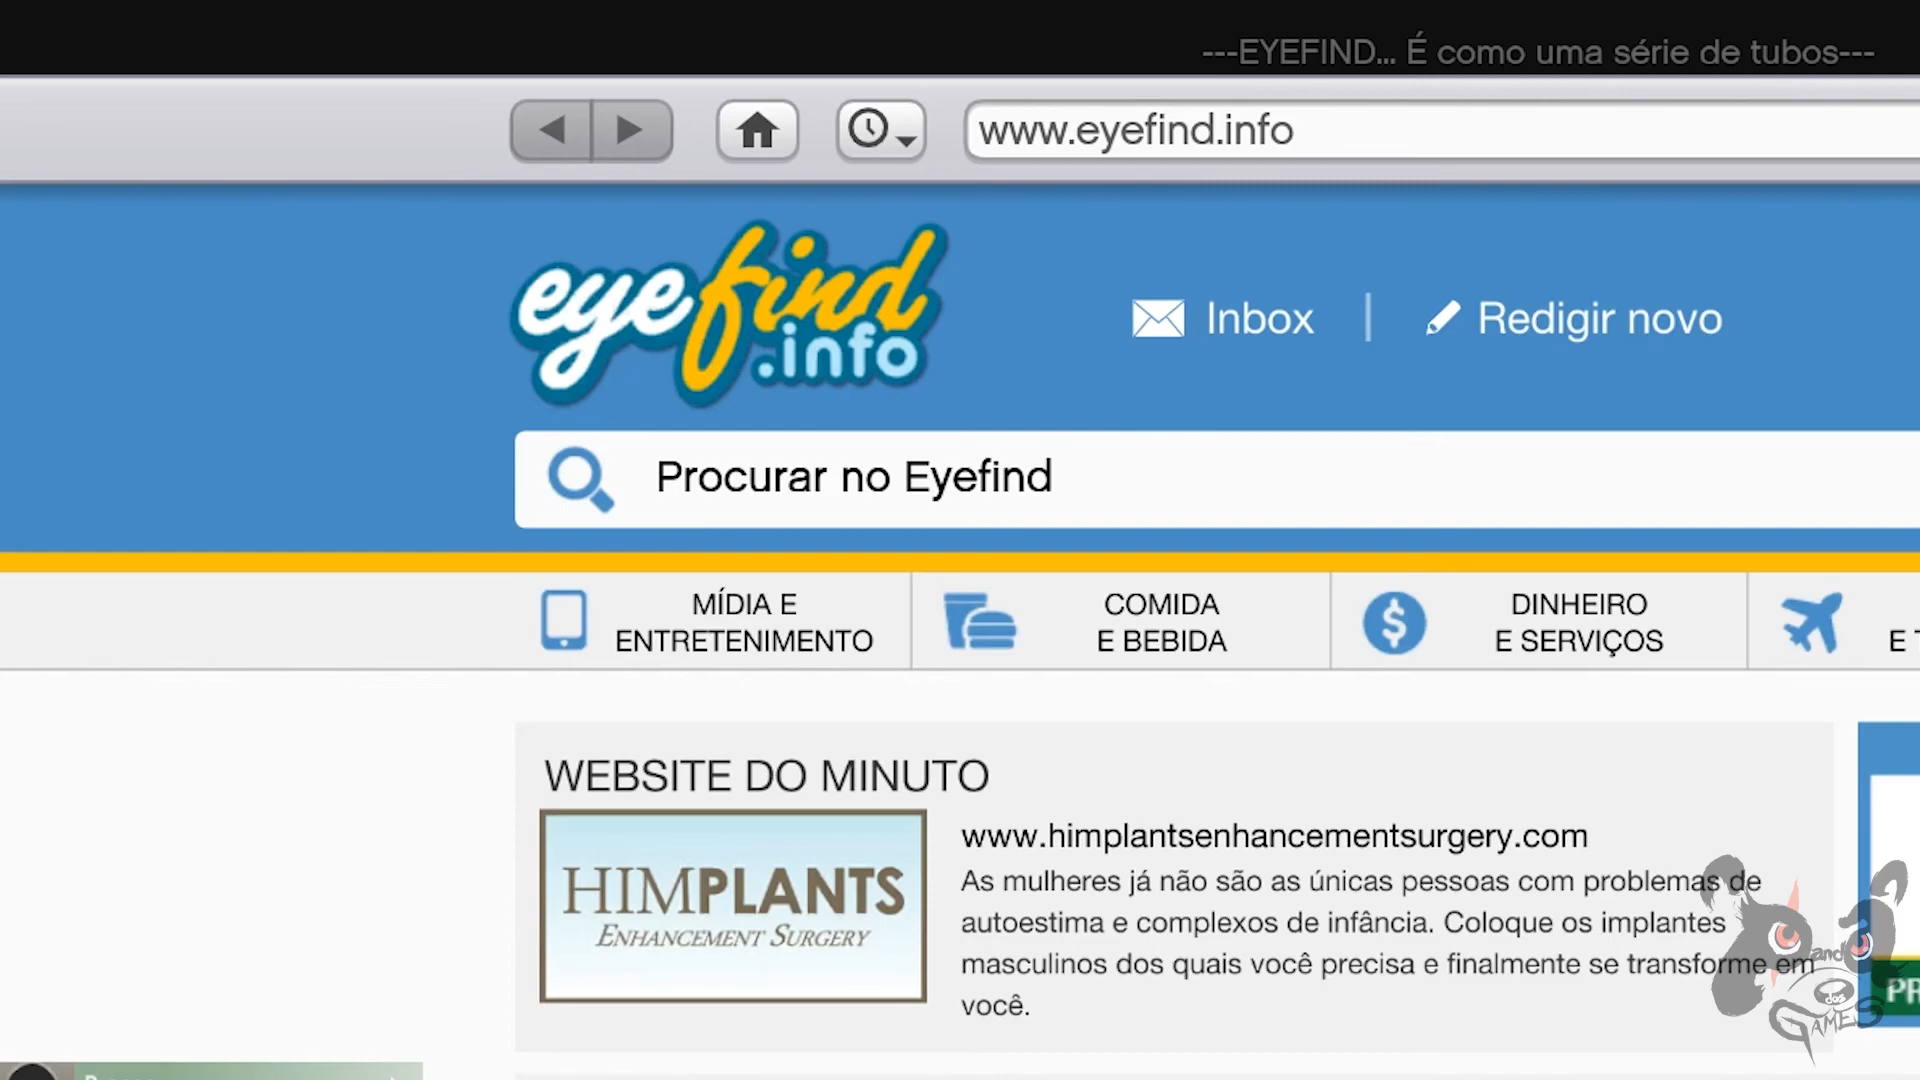 ---EYEFIND... É como uma série de tubos---
www.eyefind.info
eyefind
.info
Inbox | Redigir novo
Procurar no Eyefind
MÍDIA E
ENTRETENIMENTO
COMIDA
E BEBIDA
DINHEIRO
E SERVIÇOS
E
WEBSITE DO MINUTO
HIMPLANTS
ENHANCEMENT SURGERY
www.himplantsenhancementsurgery.com
As mulheres já não são as únicas pessoas com problemas de
autoestima e complexos de infância. Coloque os implantes
masculinos dos quais você precisa e finalmente se transforme em
você.
and
dos
GAMES